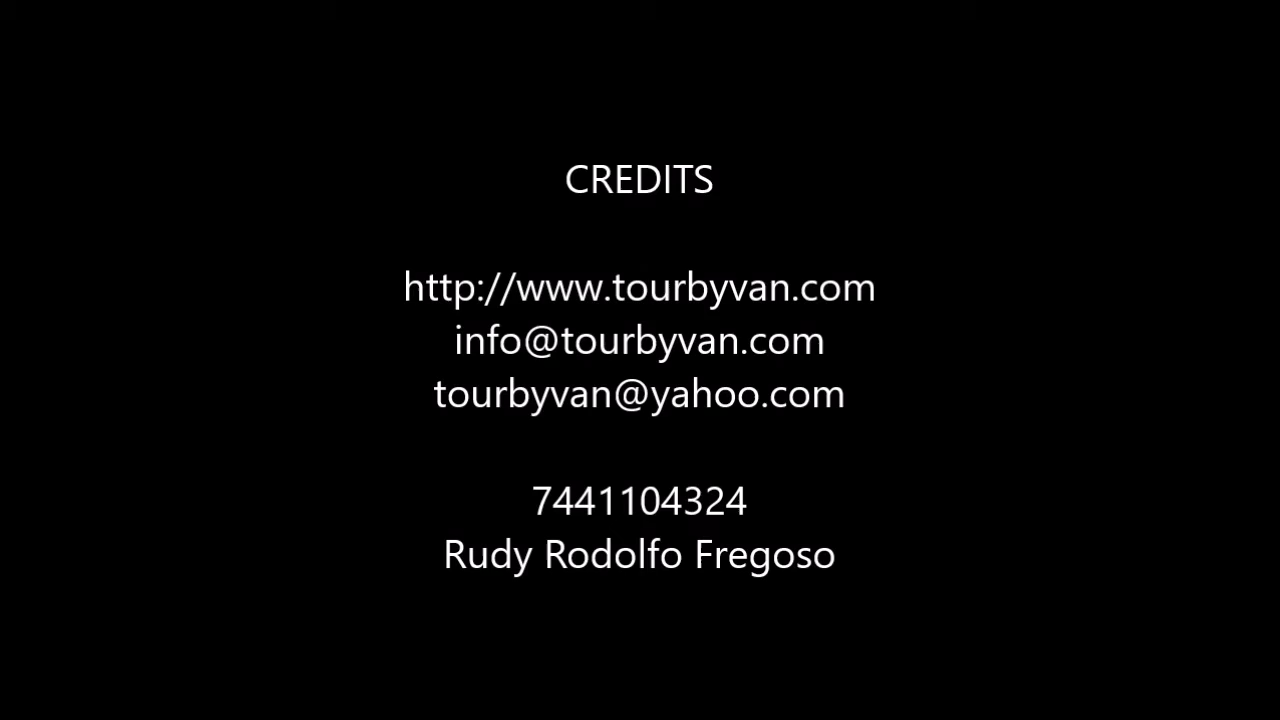 CREDITS
http://www.tourbyvan.com
info@tourbyvan.com
tourbyvan@yahoo.com
7441104324
Rudy Rodolfo Fregoso